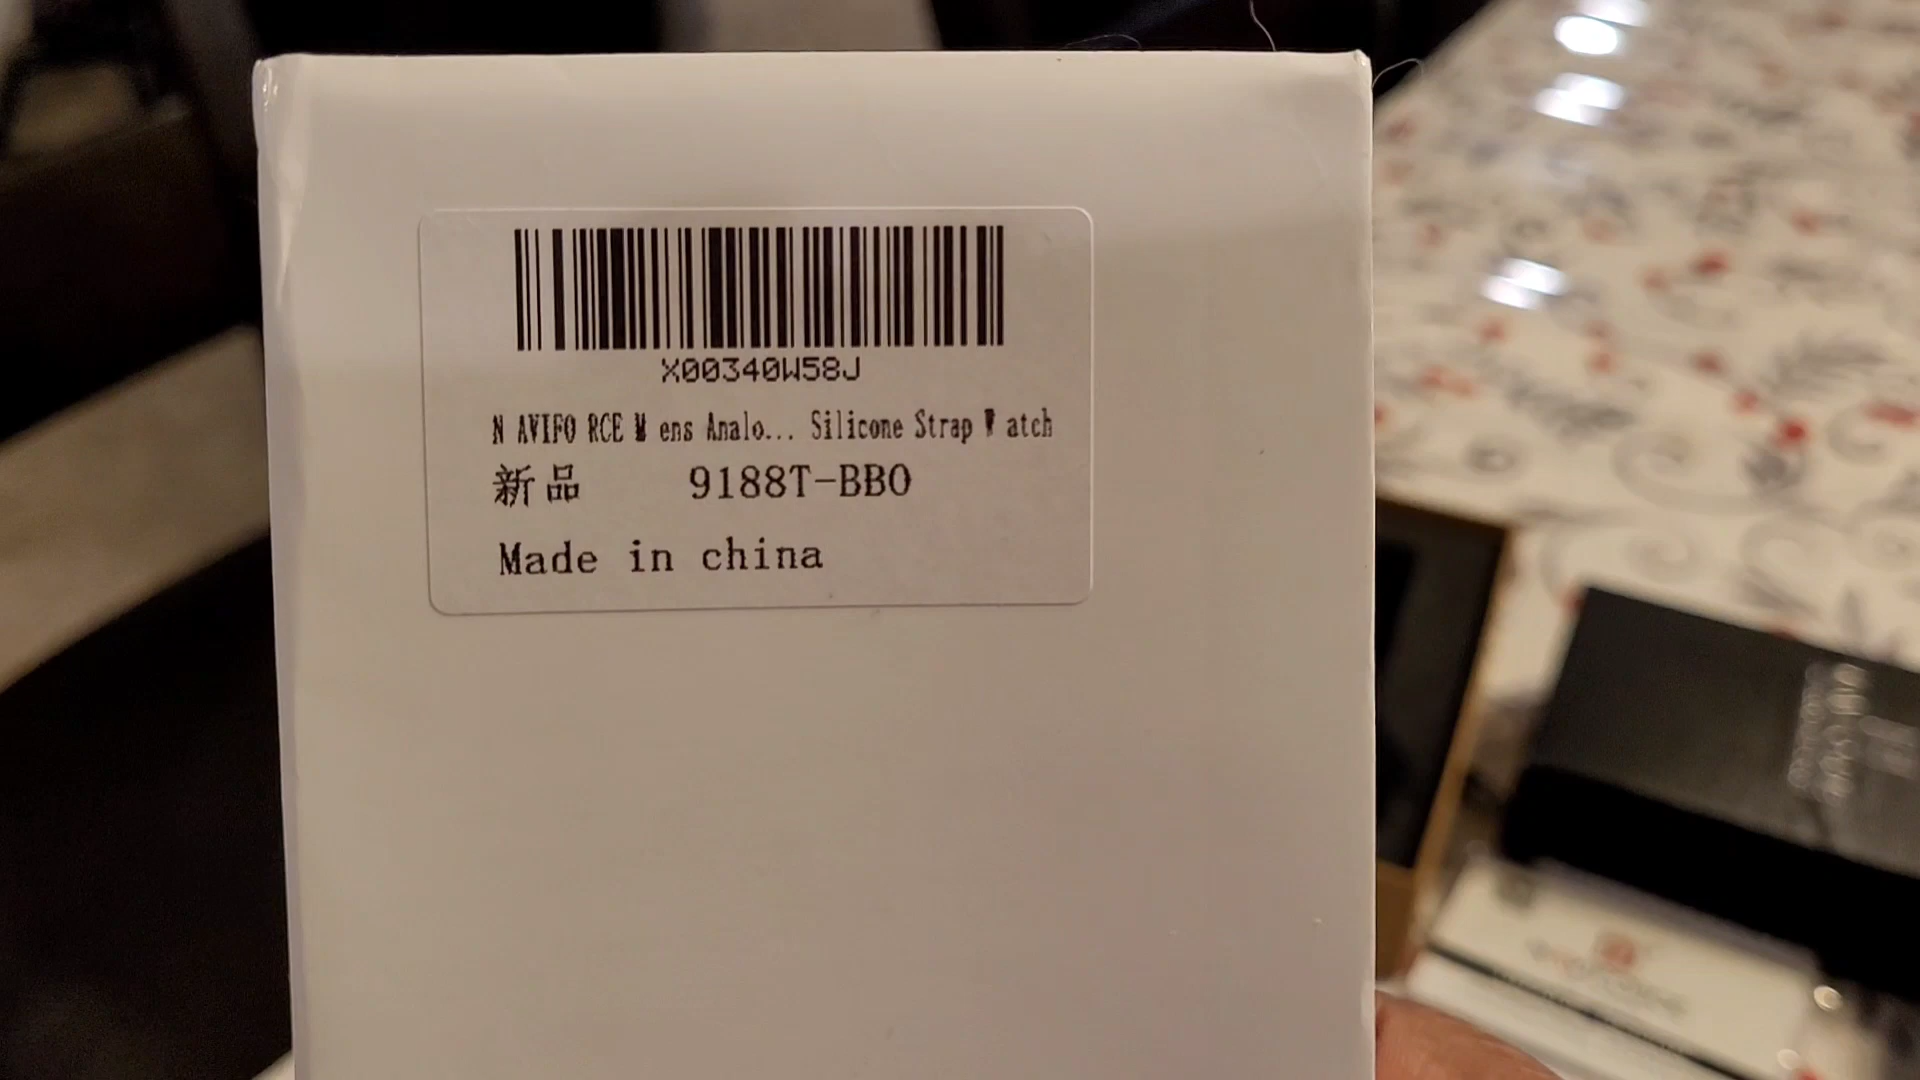 X00340W58J
N AVIFO RCE M ens Analo... Silicone Strap W atch
新品 9188T-BBO
Made in china